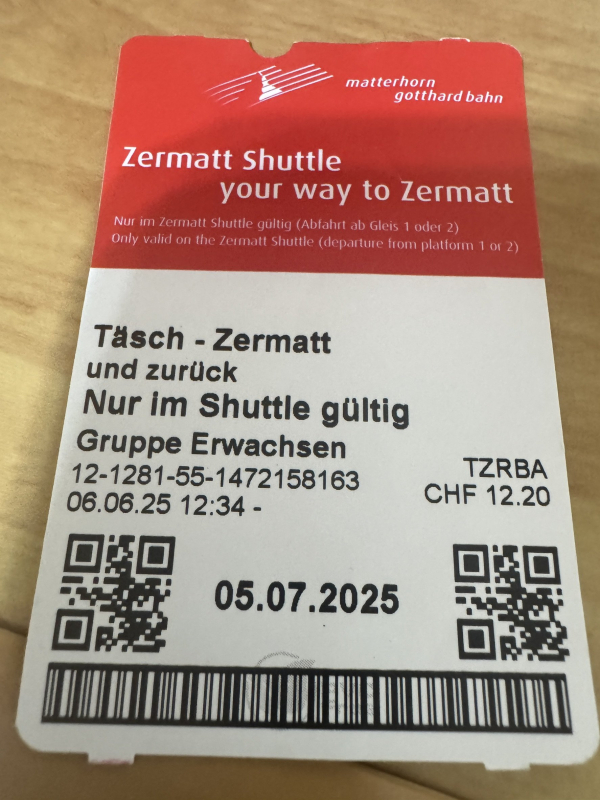 matterhorn
gotthard bahn
Zermatt Shuttle
your way to Zermatt
Nur im Zermatt Shuttle gültig (Abfahrt ab Gleis 1 oder 2)
Only valid on the Zermatt Shuttle (departure from platform 1 or 2)
Täsch - Zermatt
und zurück
Nur im Shuttle gültig
Gruppe Erwachsen
12-1281-55-1472158163 TZRBA
06.06.25 12:34 - CHF 12.20
05.07.2025